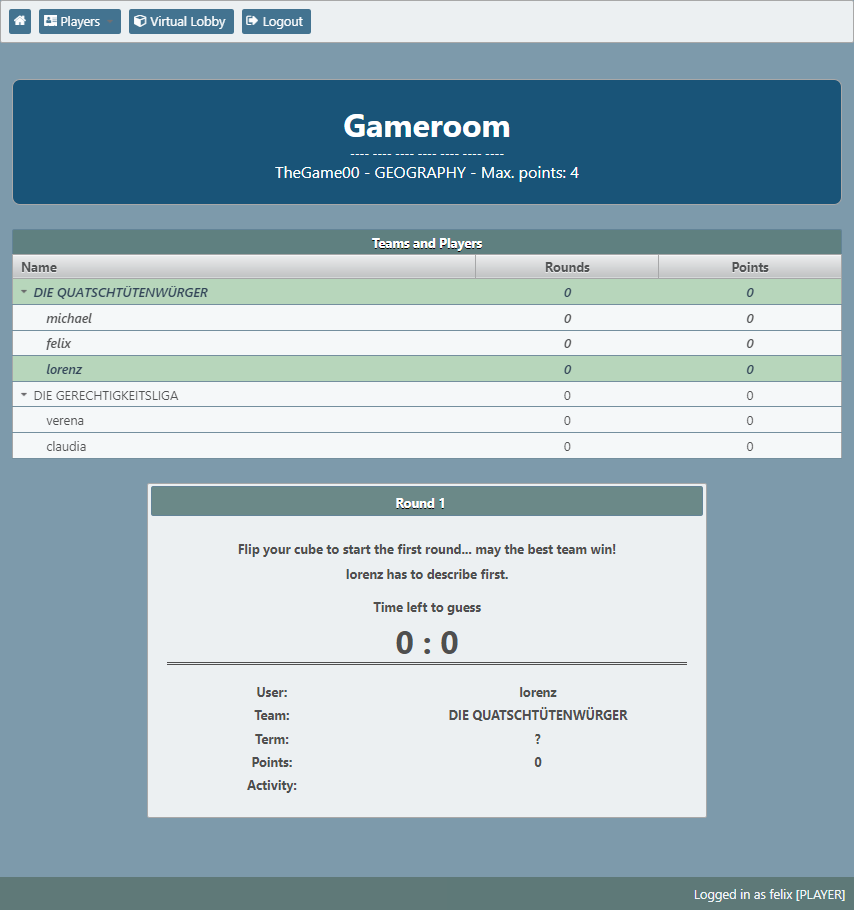 Players Virtual Lobby Logout
Gameroom
---- ---- ---- ---- ---- ---- ----
TheGame00 - GEOGRAPHY - Max. points: 4
Teams and Players
Name Rounds Points
DIE QUATSCHTÜTENWÜRGER 0 0
michael 0 0
felix 0 0
lorenz 0 0
DIE GERECHTIGKEITSLIGA 0 0
verena 0 0
claudia 0 0
Round 1
Flip your cube to start the first round... may the best team win!
lorenz has to describe first.
Time left to guess
0 : 0
User: lorenz
Team: DIE QUATSCHTÜTENWÜRGER
Term: ?
Points: 0
Activity:
Logged in as felix [PLAYER]